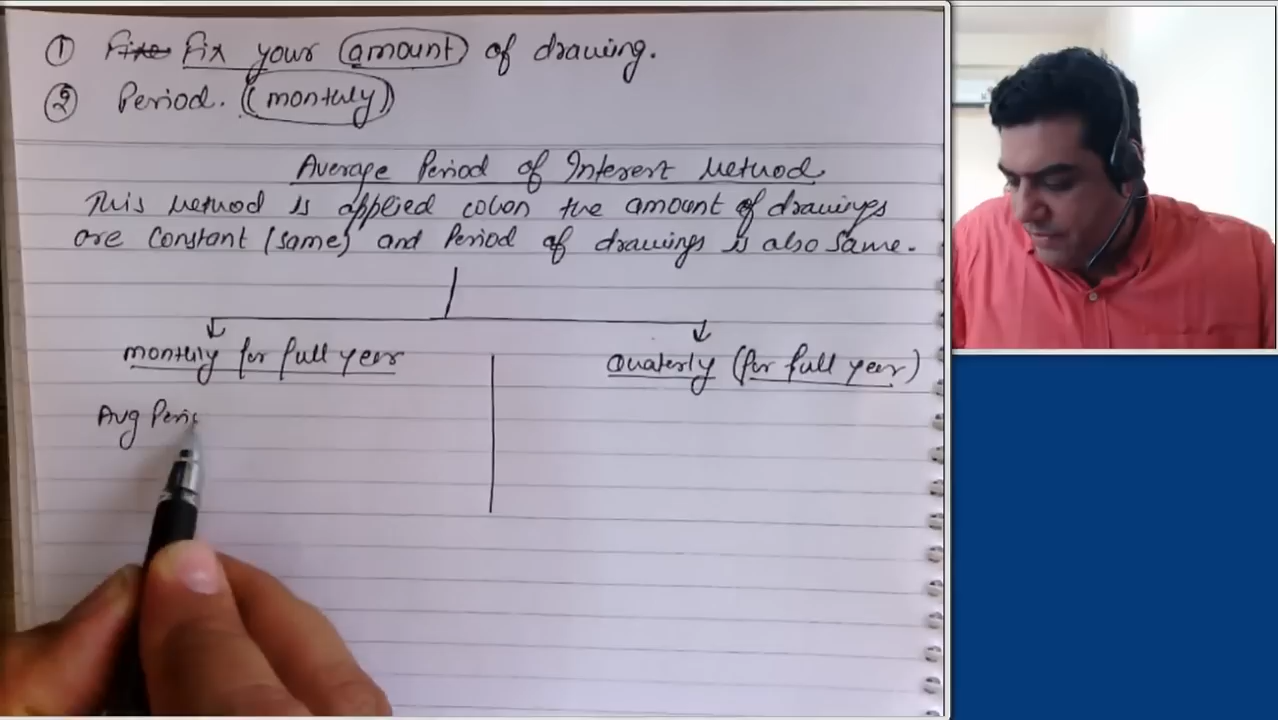 ① Fixe Fix your amount of drawing.
② Period. (monthly)
Average Period of Interest Method
This Method is applied when the amount of drawings
are Constant (same) and Period of drawings is also same.
monthly for full year
Quaterly (for full year)
Avg Perio